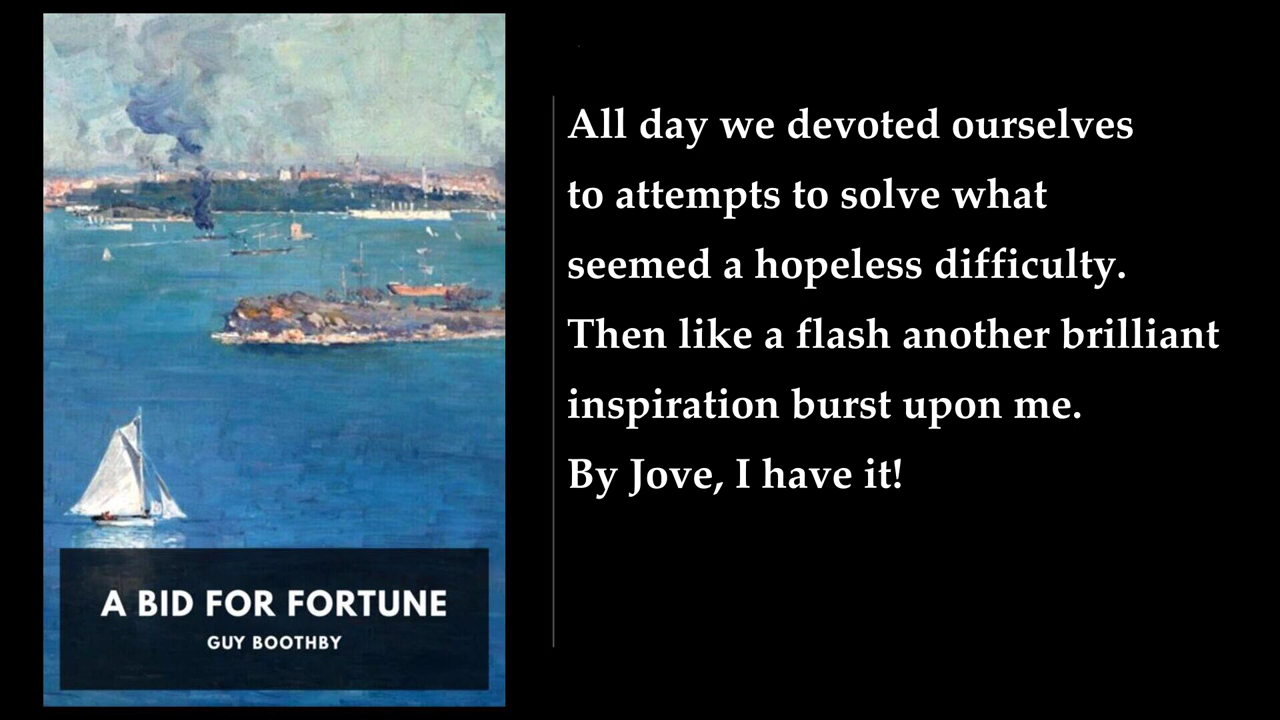 All day we devoted ourselves
to attempts to solve what
seemed a hopeless difficulty.
Then like a flash another brilliant
inspiration burst upon me.
By Jove, I have it!
A BID FOR FORTUNE
GUY BOOTHBY